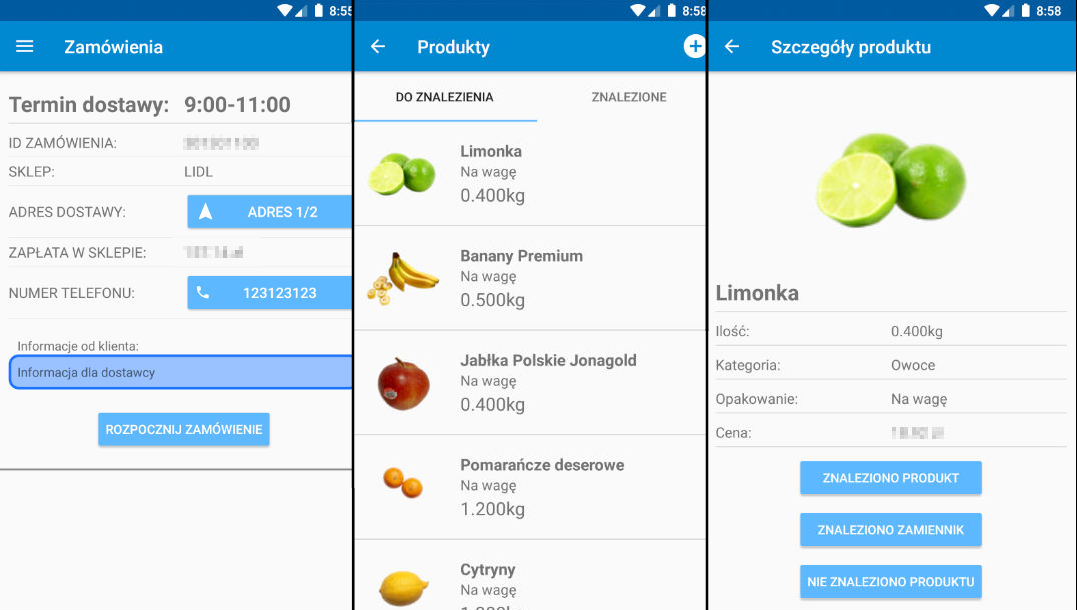 8:55
Zamówienia
Termin dostawy: 9:00-11:00
ID ZAMÓWIENIA:
SKLEP: LIDL
ADRES DOSTAWY: ADRES 1/2
ZAPŁATA W SKLEPIE:
NUMER TELEFONU: 123123123
Informacje od klienta:
Informacja dla dostawcy
ROZPOCZNIJ ZAMÓWIENIE
8:58
Produkty
DO ZNALEZIENIA ZNALEZIONE
Limonka
Na wagę
0.400kg
Banany Premium
Na wagę
0.500kg
Jabłka Polskie Jonagold
Na wagę
0.400kg
Pomarańcze deserowe
Na wagę
1.200kg
Cytryny
Na wagę
8:58
Szczegóły produktu
Limonka
Ilość: 0.400kg
Kategoria: Owoce
Opakowanie: Na wagę
Cena:
ZNALEZIONO PRODUKT
ZNALEZIONO ZAMIENNIK
NIE ZNALEZIONO PRODUKTU